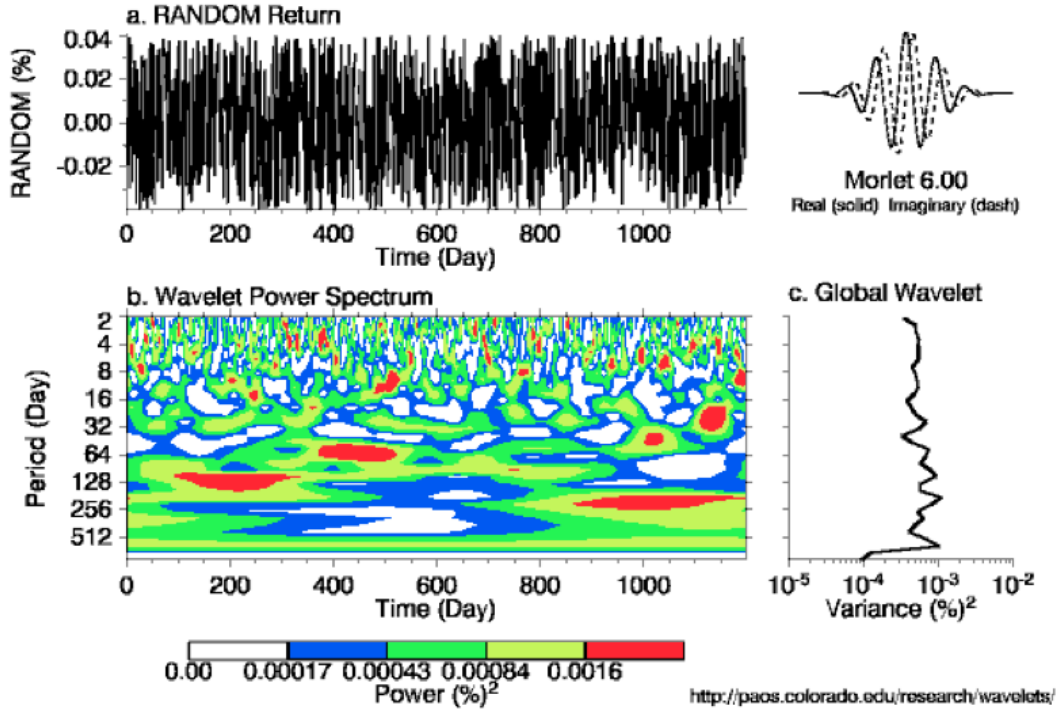 a. RANDOM Return
RANDOM (%)
0.04
0.02
0.00
-0.02
0 200 400 600 800 1000
Time (Day)
Morlet 6.00
Real (solid) Imaginary (dash)
b. Wavelet Power Spectrum
Period (Day)
2
4
8
16
32
64
128
256
512
0 200 400 600 800 1000
Time (Day)
c. Global Wavelet
10-5 10-4 10-3 10-2
Variance (%)2
0.00 0.00017 0.00043 0.00084 0.0016
Power (%)2
http://paos.colorado.edu/research/wavelets/